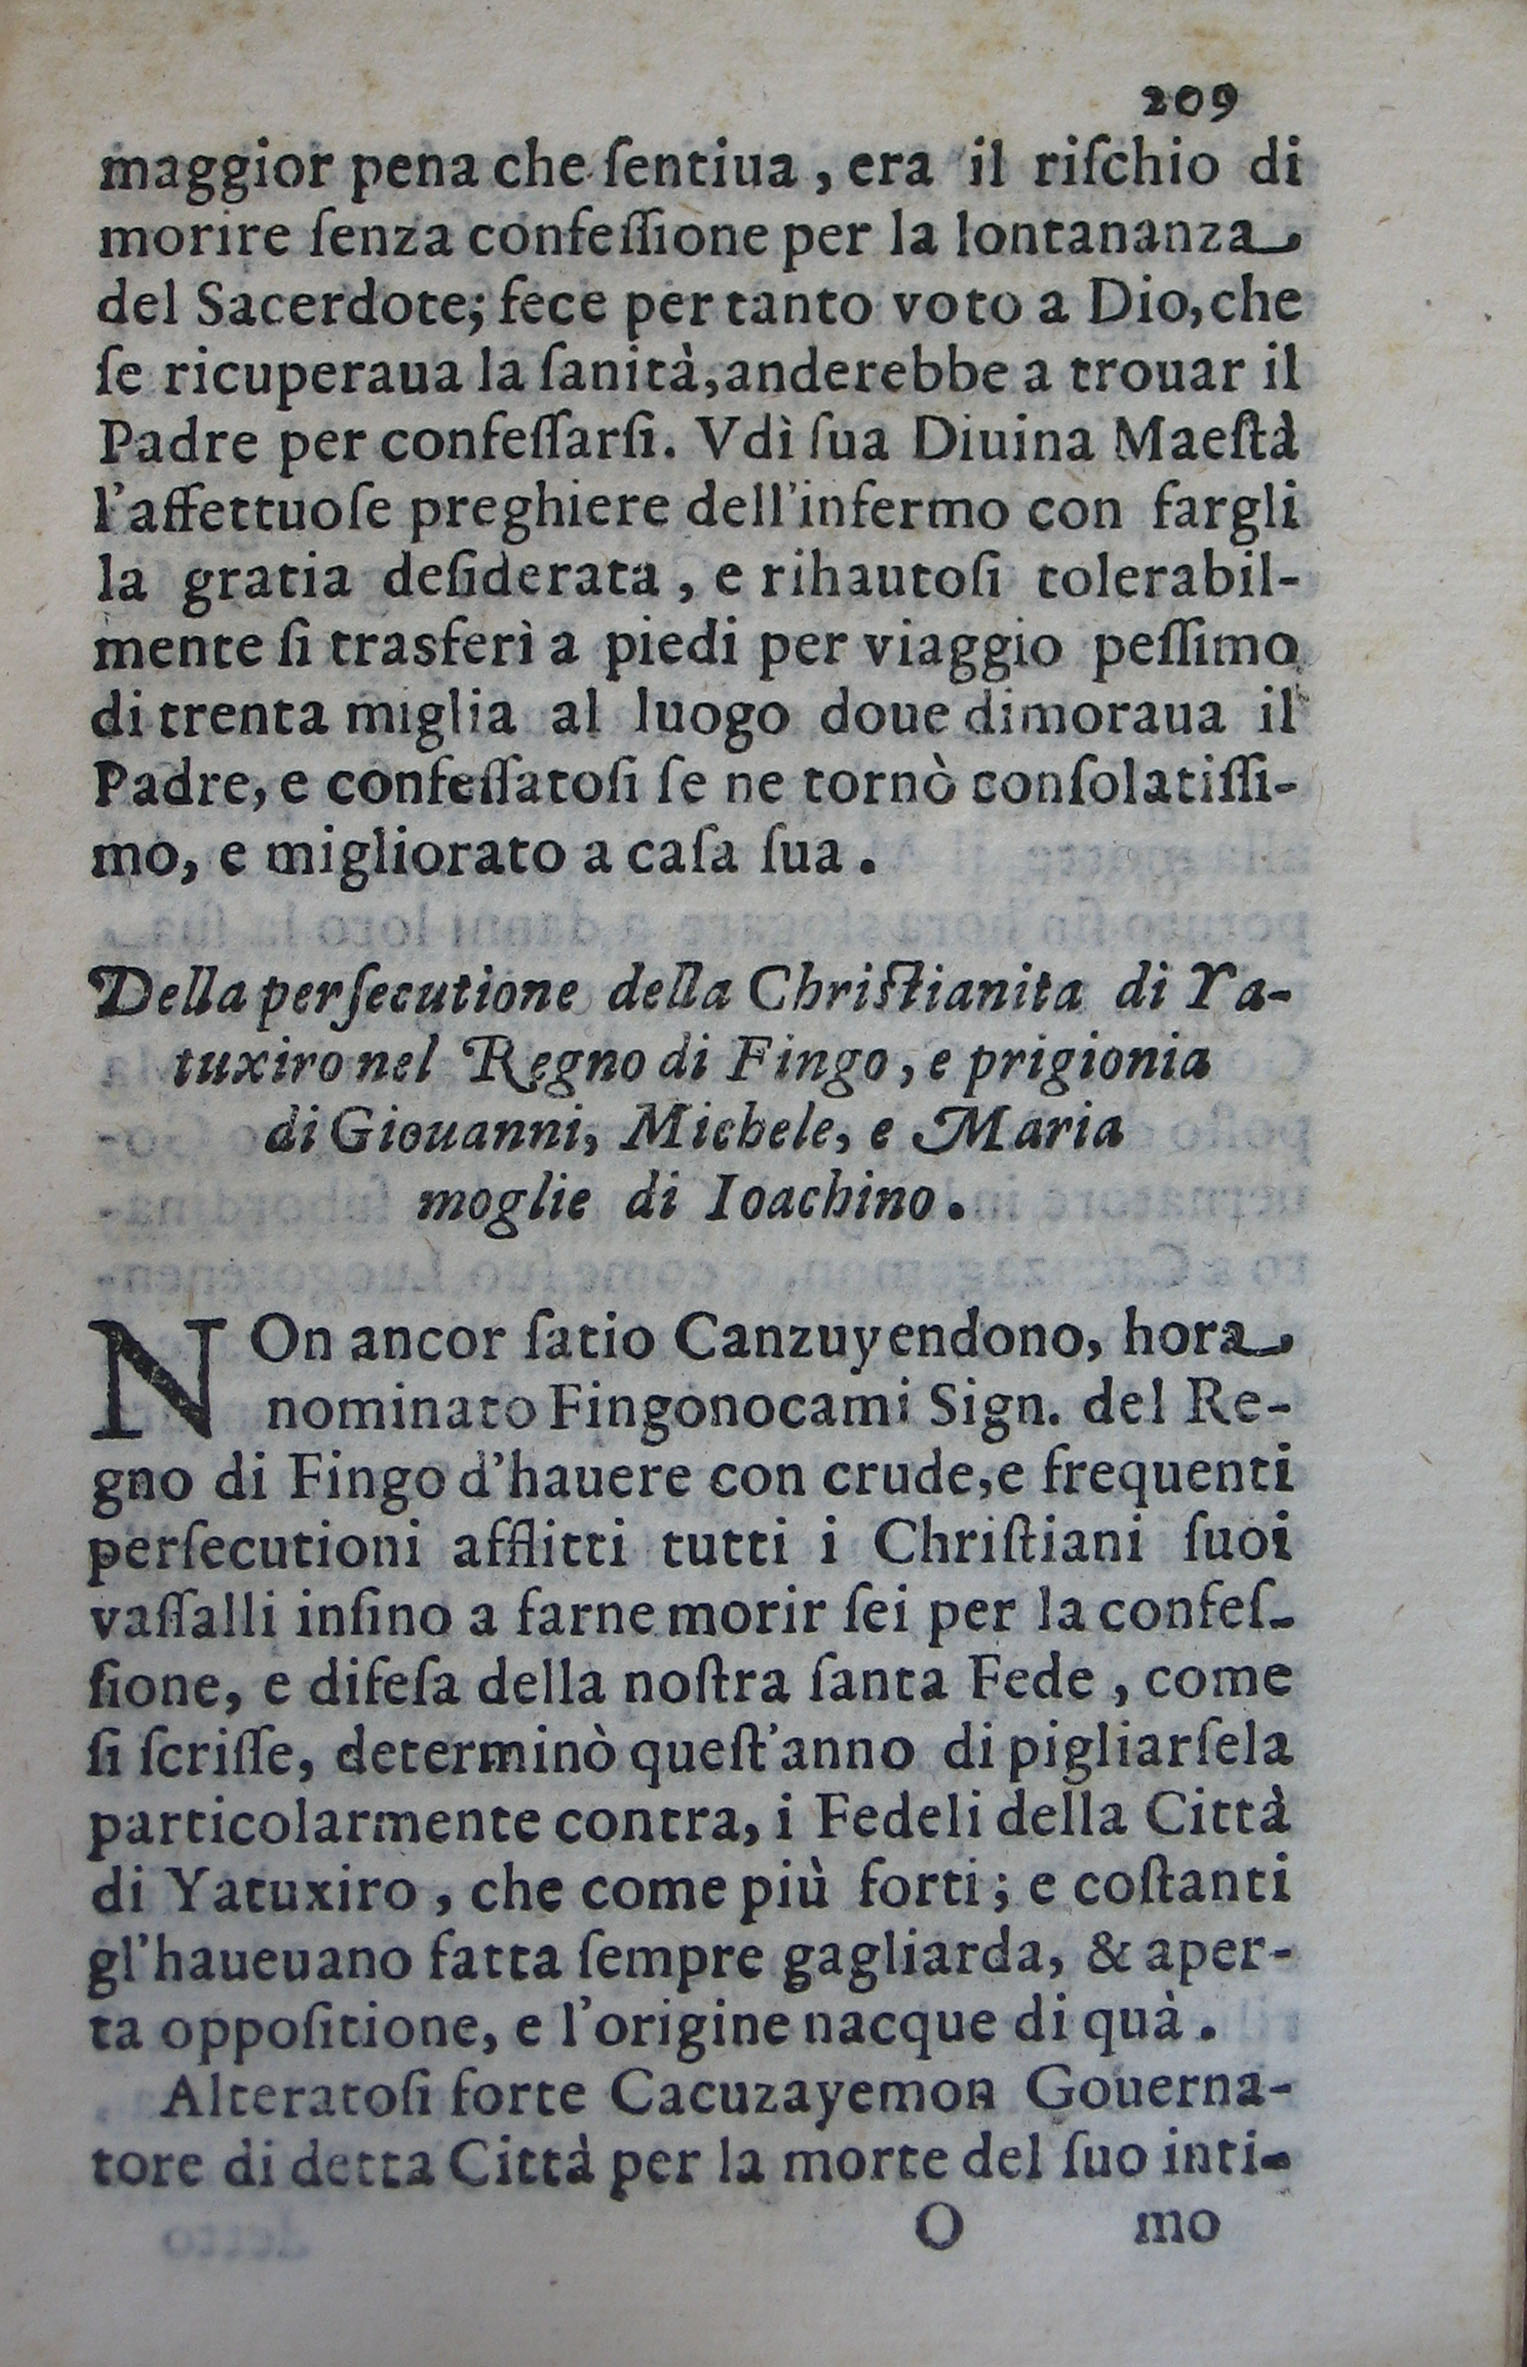 209
maggior pena che ſentiua, era il riſchio di
morire ſenza confeſſione per la lontananza
del Sacerdote; fece per tanto voto a Dio, che
ſe ricuperaua la ſanità, anderebbe a trouar il
Padre per confeſſarſi. Vdì ſua Diuina Maeſtà
l'affettuoſe preghiere dell'infermo con fargli
la gratia deſiderata, e rihautoſi tolerabil-
mente ſi trasferì a piedi per viaggio peſſimo
di trenta miglia al luogo doue dimoraua il
Padre, e confeſſatoſi ſe ne tornò conſolatiſſi-
mo, e migliorato a caſa ſua.
Della perſecutione della Chriſtianita di Ya-
tuxiro nel Regno di Fingo, e prigionia
di Giouanni, Michele, e Maria
moglie di Ioachino.
NOn ancor ſatio Canzuyendono, hora
nominato Fingonocami Sign. del Re-
gno di Fingo d'hauere con crude, e frequenti
perſecutioni afflitti tutti i Chriſtiani ſuoi
vaſſalli inſino a farne morir ſei per la confeſ-
ſione, e difeſa della noſtra ſanta Fede, come
ſi ſcriſſe, determinò queſt'anno di pigliarſela
particolarmente contra, i Fedeli della Città
di Yatuxiro, che come più forti; e coſtanti
gl'haueuano fatta ſempre gagliarda, & aper-
ta oppoſitione, e l'origine nacque di quà.
Alteratoſi forte Cacuzayemon Gouerna-
tore di detta Città per la morte del ſuo inti-
O mo